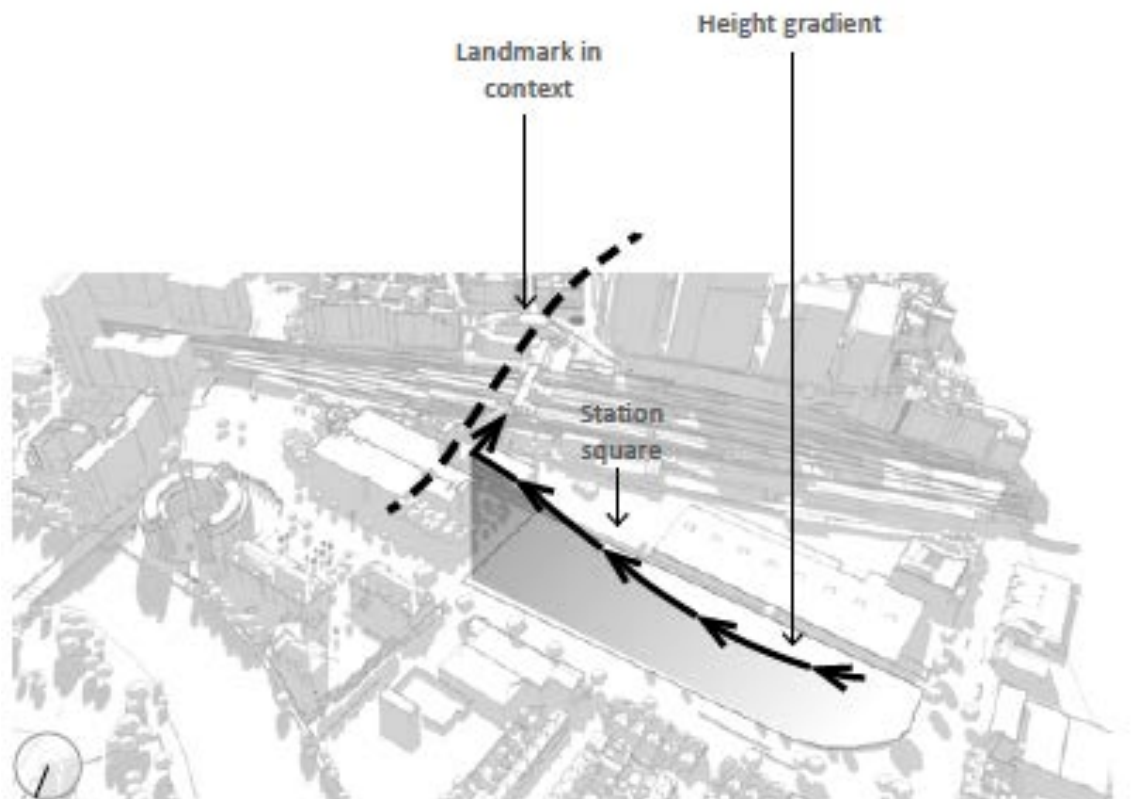 Height gradient
Landmark in
context
Station
square